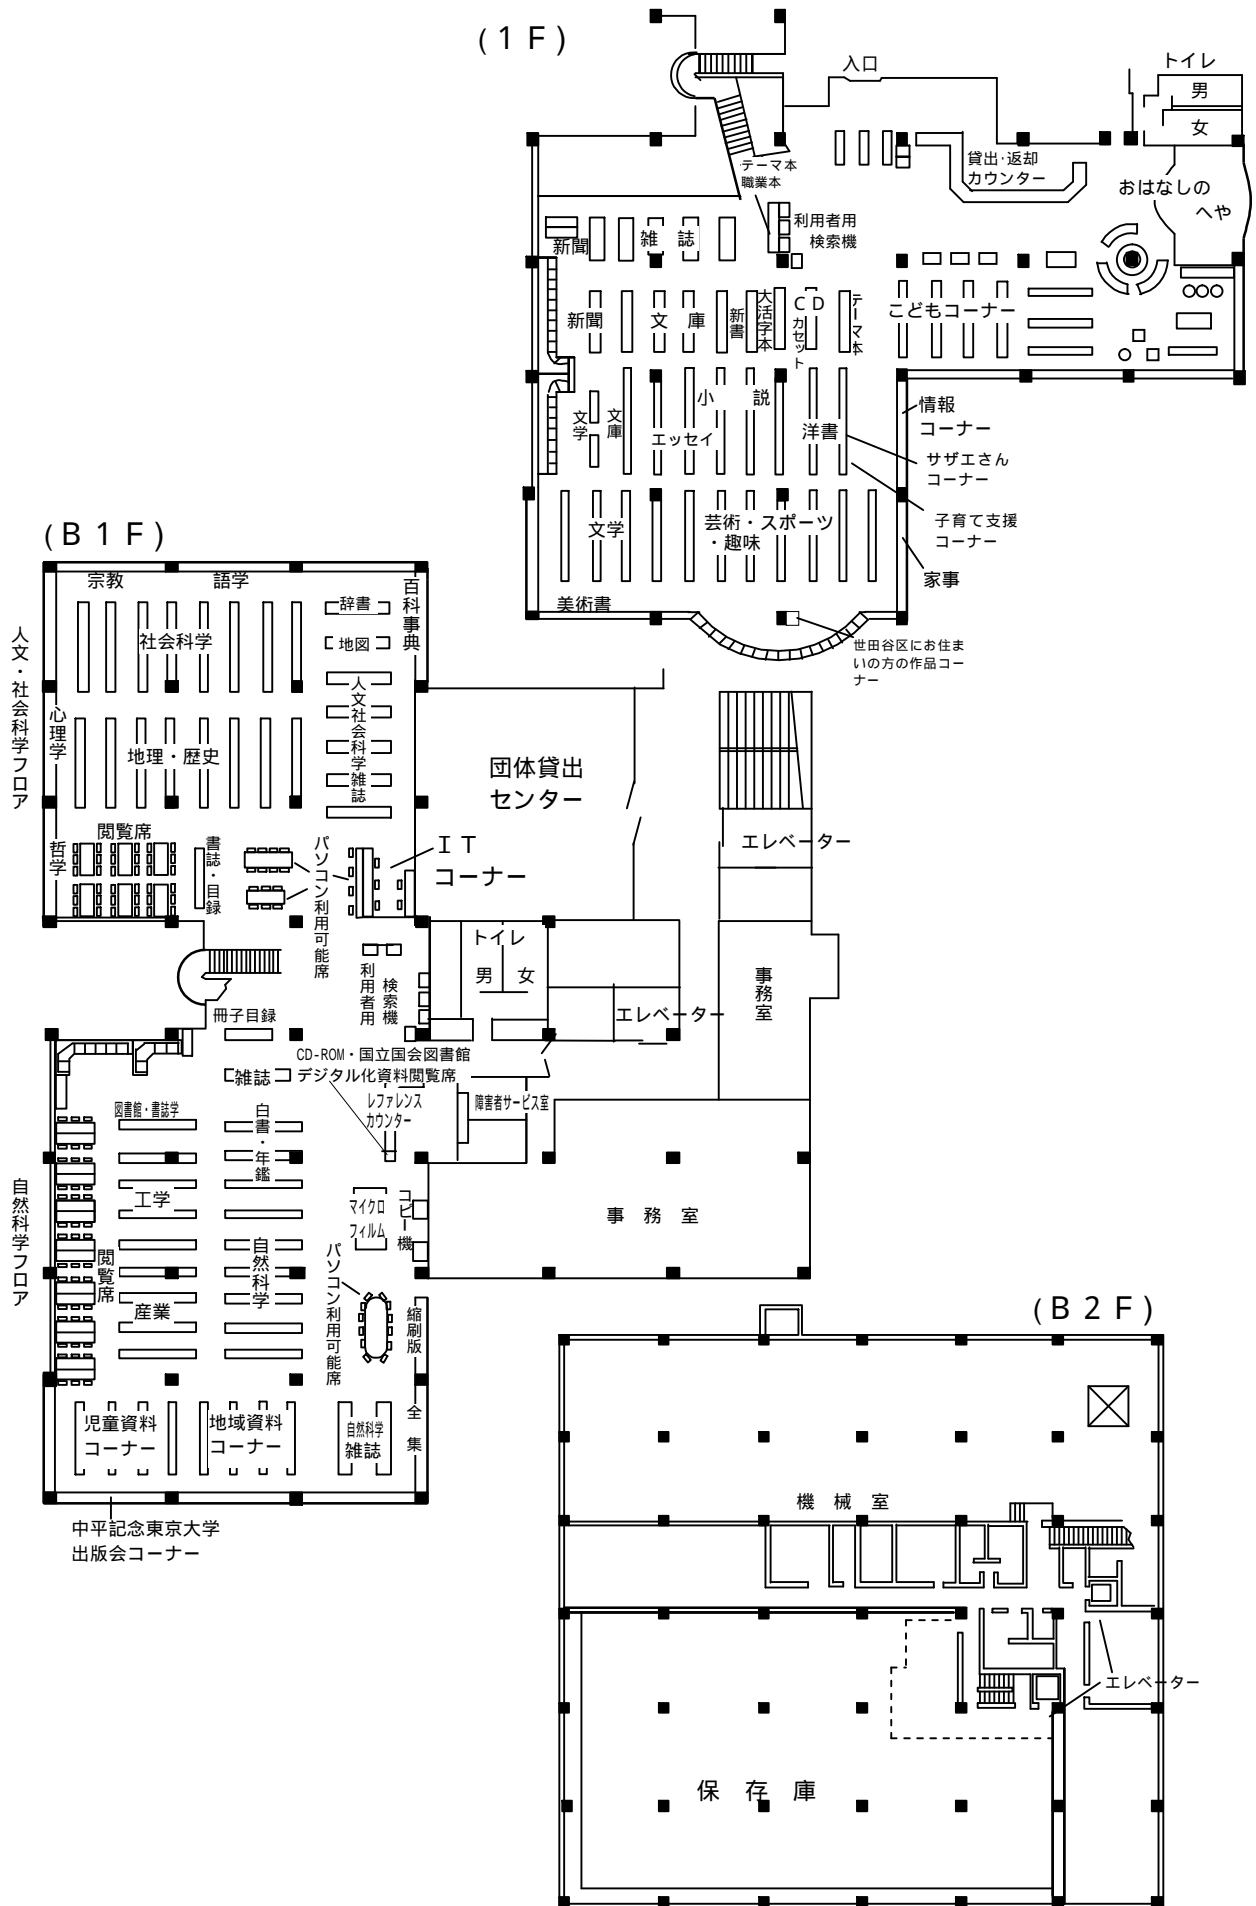 (１Ｆ)
入口
トイレ
男
女
テーマ本
職業本
貸出･返却
カウンター
おはなしの
へや
利用者用
検索機
新聞
雑誌
新聞
文庫
新書
大活字本
ＣＤ
カセット
テーマ本
こどもコーナー
小説
文学
文庫
エッセイ
洋書
情報
コーナー
サザエさん
コーナー
子育て支援
コーナー
家事
文学
芸術・スポーツ
・趣味
美術書
世田谷区にお住ま
いの方の作品コー
ナー
(Ｂ１Ｆ)
人文・社会科学フロア
宗教
語学
百科事典
辞書
地図
社会科学
人文社会科学雑誌
心理学
地理・歴史
哲学
閲覧席
書誌・目録
パソコン利用可能席
ＩＴ
コーナー
団体貸出
センター
エレベーター
トイレ
男
女
事務室
エレベーター
利用者用
検索機
冊子目録
CD-ROM・国立国会図書館
デジタル化資料閲覧席
雑誌
レファレンス
カウンター
障害者サービス室
図書館・書誌学
白書・年鑑
自然科学フロア
工学
マイクロ
フィルム
コピー機
事務室
閲覧席
自然科学
パソコン利用可能席
産業
縮刷版
児童資料
コーナー
地域資料
コーナー
自然科学
雑誌
全集
中平記念東京大学
出版会コーナー
(Ｂ２Ｆ)
機械室
エレベーター
保存庫